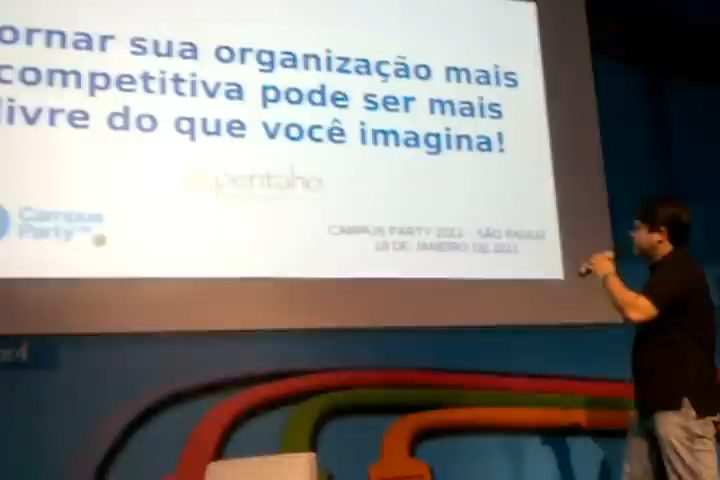 ornar sua organização mais
competitiva pode ser mais
livre do que você imagina!
pentaho
Campus
Party
CAMPUS PARTY 2011 - SÃO PAULO
19 DE JANEIRO DE 2011